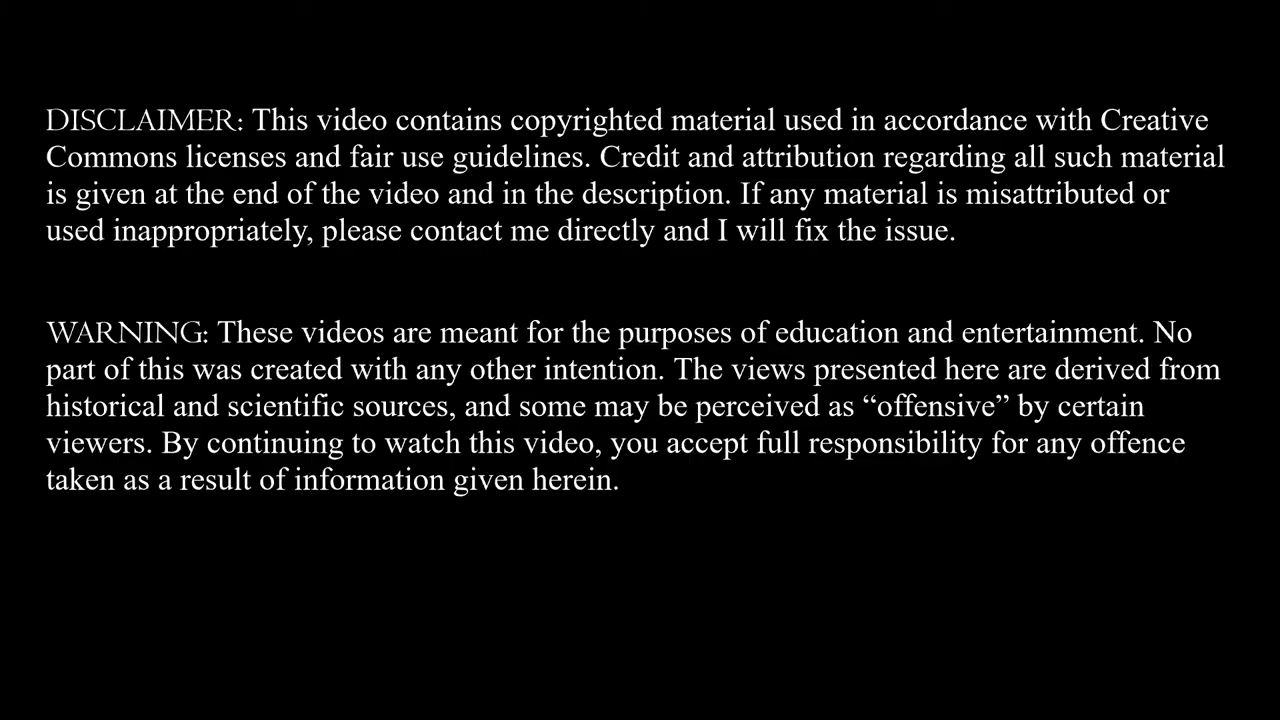 DISCLAIMER: This video contains copyrighted material used in accordance with Creative
Commons licenses and fair use guidelines. Credit and attribution regarding all such material
is given at the end of the video and in the description. If any material is misattributed or
used inappropriately, please contact me directly and I will fix the issue.
WARNING: These videos are meant for the purposes of education and entertainment. No
part of this was created with any other intention. The views presented here are derived from
historical and scientific sources, and some may be perceived as “offensive” by certain
viewers. By continuing to watch this video, you accept full responsibility for any offence
taken as a result of information given herein.